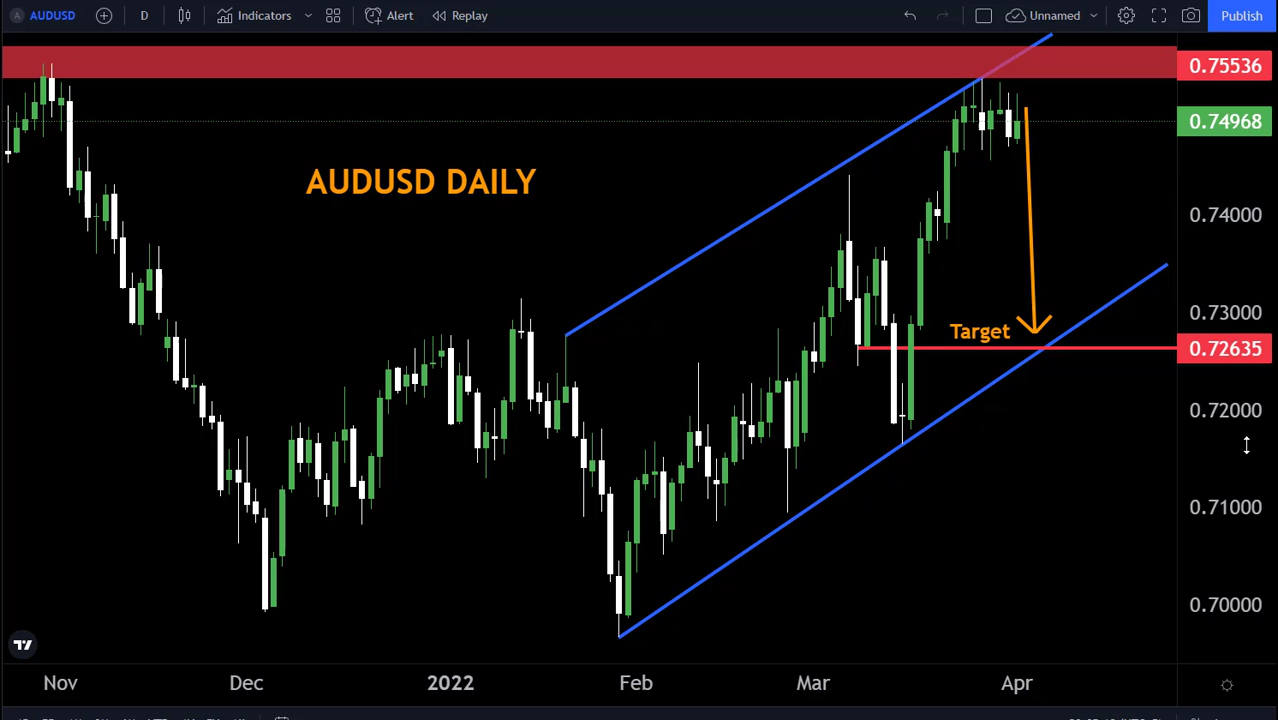 AUDUSD D Indicators Alert Replay Unnamed Publish
0.75536
0.74968
AUDUSD DAILY
0.74000
0.73000
Target
0.72635
0.72000
0.71000
0.70000
Nov Dec 2022 Feb Mar Apr